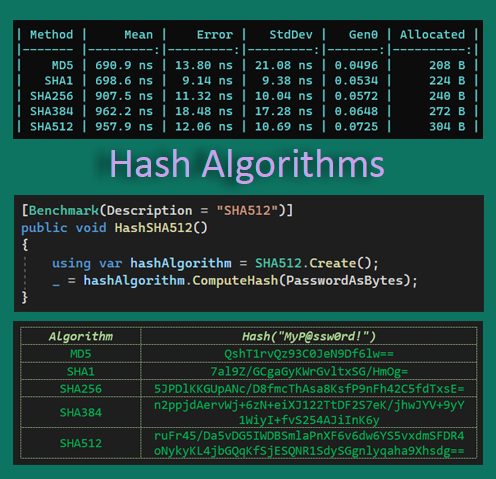 | Method | Mean | Error | StdDev | Gen0 | Allocated |
|------- |---------:|---------:|---------:|-------:|----------:|
| MD5 | 690.9 ns | 13.80 ns | 21.08 ns | 0.0496 | 208 B |
| SHA1 | 698.6 ns | 9.14 ns | 9.38 ns | 0.0534 | 224 B |
| SHA256 | 907.5 ns | 11.32 ns | 10.04 ns | 0.0572 | 240 B |
| SHA384 | 962.2 ns | 18.48 ns | 17.28 ns | 0.0648 | 272 B |
| SHA512 | 957.9 ns | 12.06 ns | 10.69 ns | 0.0725 | 304 B |
Hash Algorithms
[Benchmark(Description = "SHA512")]
public void HashSHA512()
{
using var hashAlgorithm = SHA512.Create();
_ = hashAlgorithm.ComputeHash(PasswordAsBytes);
}
Algorithm Hash("MyP@ssw0rd!")
MD5 QshT1rvQz93C0JeN9Df6lw==
SHA1 7al9Z/GCgaGyKWrGvltxSG/HmOg=
SHA256 5JPDlKKGUpANc/D8fmcThAsa8KsfP9nFh42C5fdTxsE=
SHA384 n2ppjdAervWj+6zN+eiXJ122TtDF2S7eK/jhwJYV+9yY
1WiyI+fvS254AJiInK6y
SHA512 ruFr45/Da5vDG5IWDBSmlaPnXF6v6dw6YS5vxdmSFDR4
oNykyKL4jbGQqKfSjESQNR1SdySGgnlyqaha9Xhsdg==